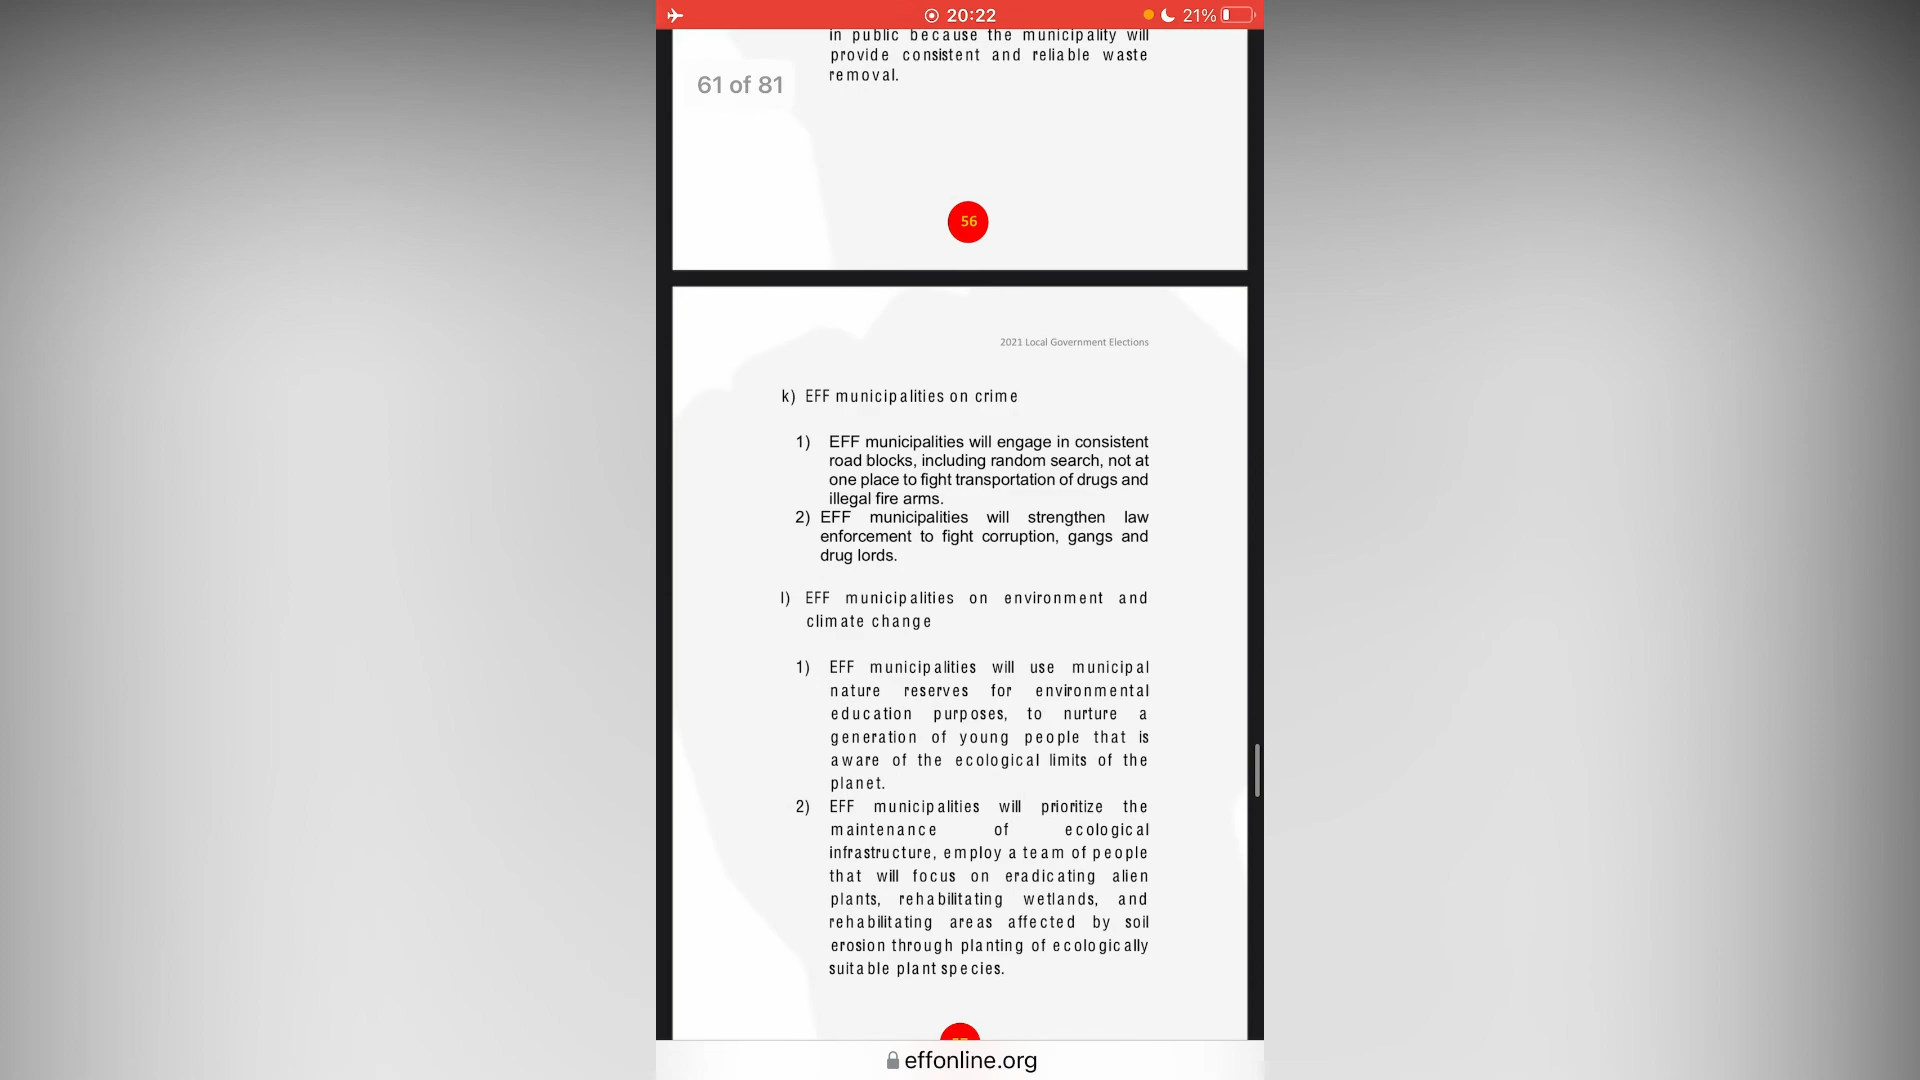 20:22
21%
in public because the municipality will
provide consistent and reliable waste
removal.
61 of 81
56
2021 Local Government Elections
k) EFF municipalities on crime
1) EFF municipalities will engage in consistent
road blocks, including random search, not at
one place to fight transportation of drugs and
illegal fire arms.
2) EFF municipalities will strengthen law
enforcement to fight corruption, gangs and
drug lords.
l) EFF municipalities on environment and
climate change
1) EFF municipalities will use municipal
nature reserves for environmental
education purposes, to nurture a
generation of young people that is
aware of the ecological limits of the
planet.
2) EFF municipalities will prioritize the
maintenance of ecological
infrastructure, employ a team of people
that will focus on eradicating alien
plants, rehabilitating wetlands, and
rehabilitating areas affected by soil
erosion through planting of ecologically
suitable plant species.
effonline.org